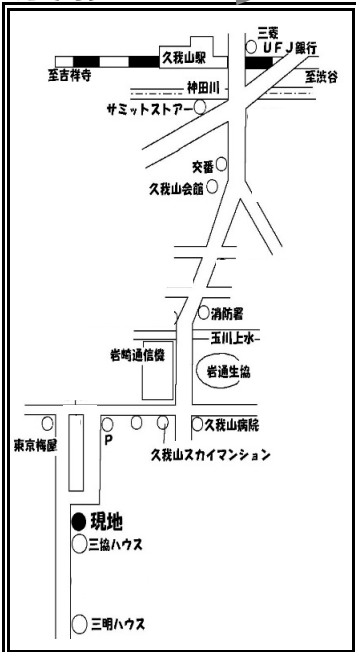 三菱
UFJ銀行
久我山駅
至吉祥寺
至渋谷
神田川
サミットストアー
交番
久我山会館
消防署
玉川上水
岩崎通信機
岩通生協
東京梅屋
P
久我山病院
久我山スカイマンション
現地
三協ハウス
三明ハウス